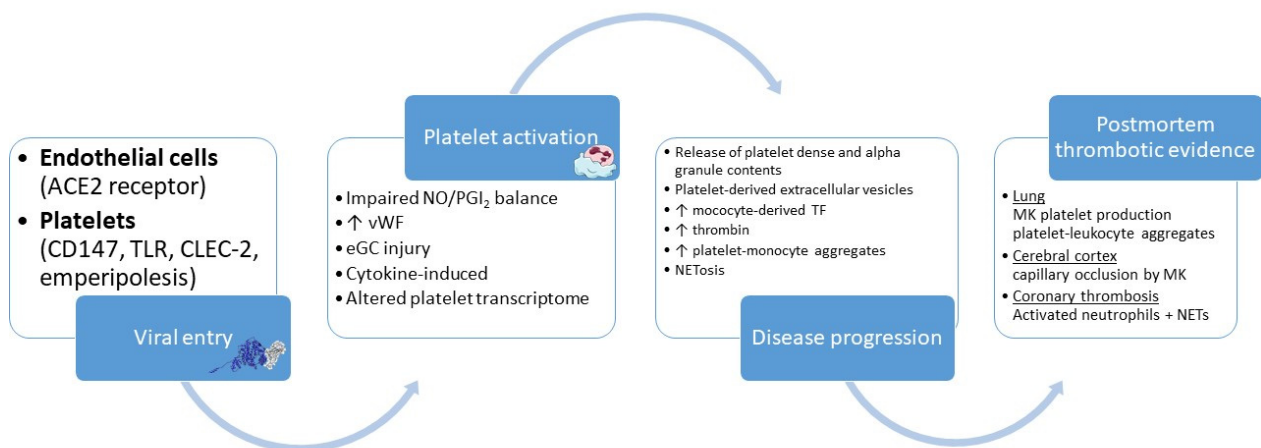 • Endothelial cells
(ACE2 receptor)
• Platelets
(CD147, TLR, CLEC-2,
emperipolesis)
Viral entry
Platelet activation
• Impaired NO/PGI₂ balance
• ↑ vWF
• eGC injury
• Cytokine-induced
• Altered platelet transcriptome
• Release of platelet dense and alpha
granule contents
• Platelet-derived extracellular vesicles
• ↑ mococyte-derived TF
• ↑ thrombin
• ↑ platelet-monocyte aggregates
• NETosis
Disease progression
Postmortem
thrombotic evidence
• Lung
MK platelet production
platelet-leukocyte aggregates
• Cerebral cortex
capillary occlusion by MK
• Coronary thrombosis
Activated neutrophils + NETs